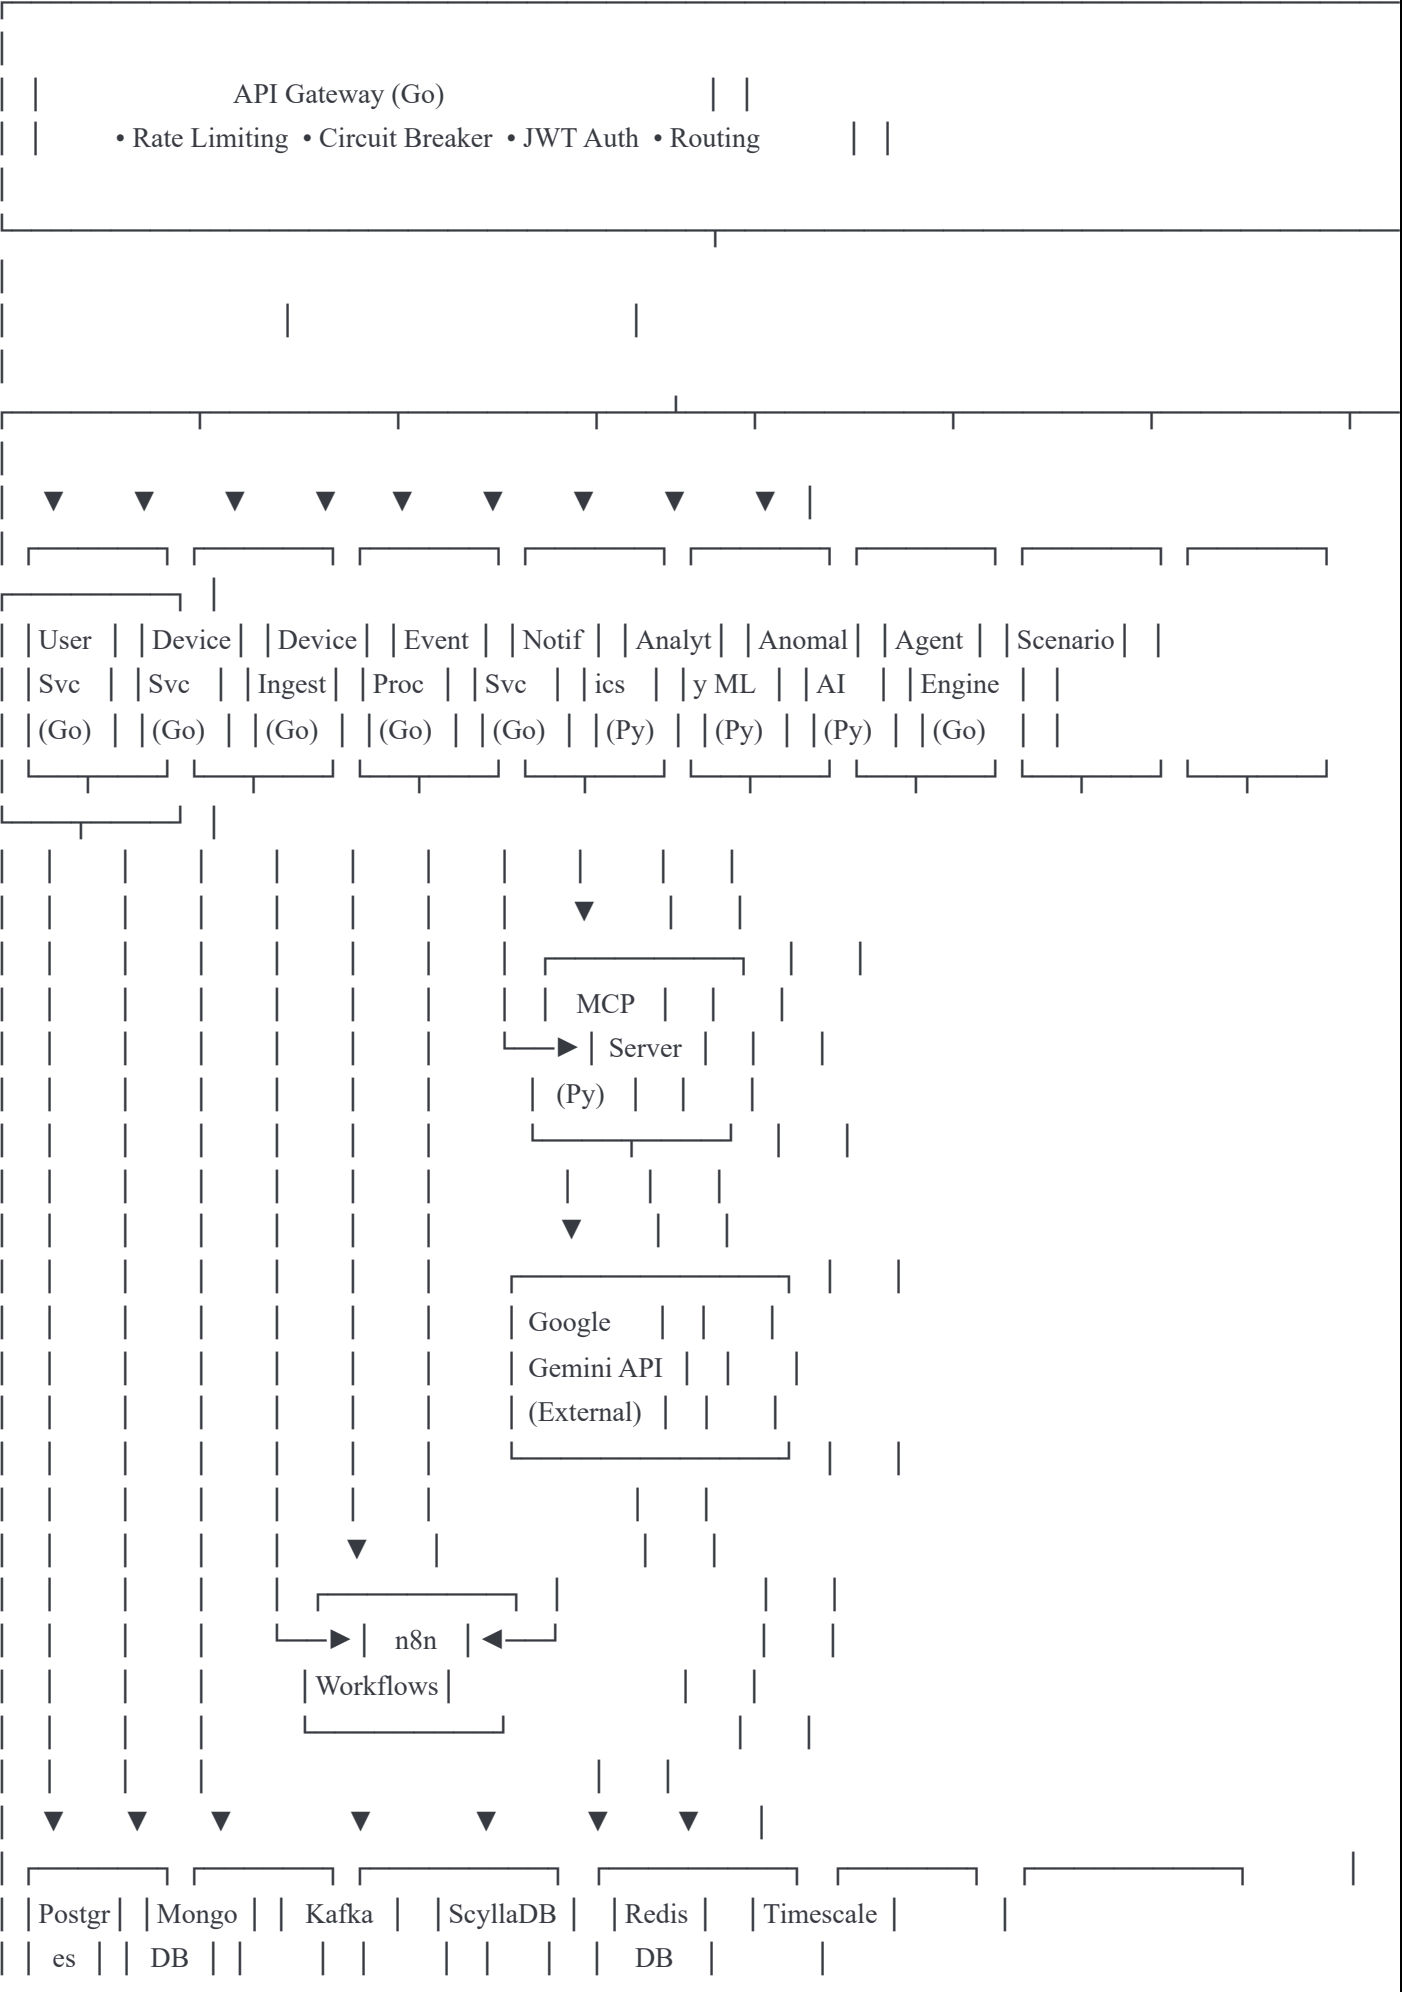 API Gateway (Go)
• Rate Limiting • Circuit Breaker • JWT Auth • Routing
User Device Device Event Notif Analyt Anomal Agent Scenario
Svc Svc Ingest Proc Svc ics y ML AI Engine
(Go) (Go) (Go) (Go) (Go) (Py) (Py) (Py) (Go)
MCP
Server
(Py)
Google
Gemini API
(External)
n8n
Workflows
Postgr Mongo Kafka ScyllaDB Redis Timescale
es DB DB